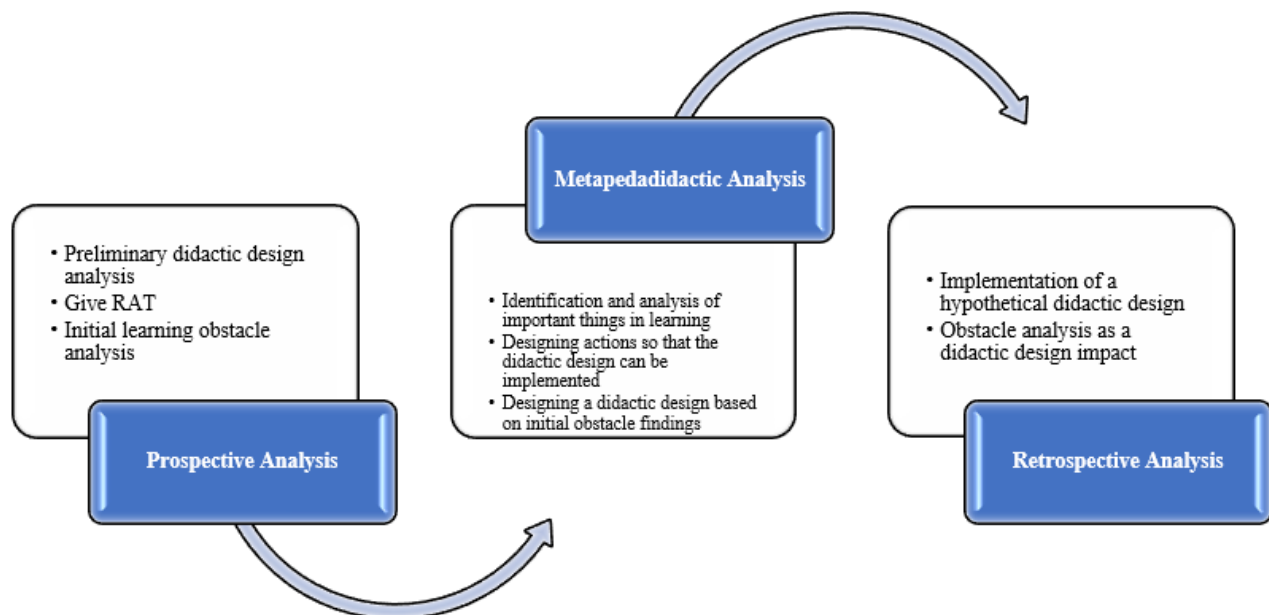 • Preliminary didactic design
analysis
• Give RAT
• Initial learning obstacle
analysis
Prospective Analysis
Metapedadidactic Analysis
• Identification and analysis of
important things in learning
• Designing actions so that the
didactic design can be
implemented
• Designing a didactic design based
on initial obstacle findings
• Implementation of a
hypothetical didactic design
• Obstacle analysis as a
didactic design impact
Retrospective Analysis